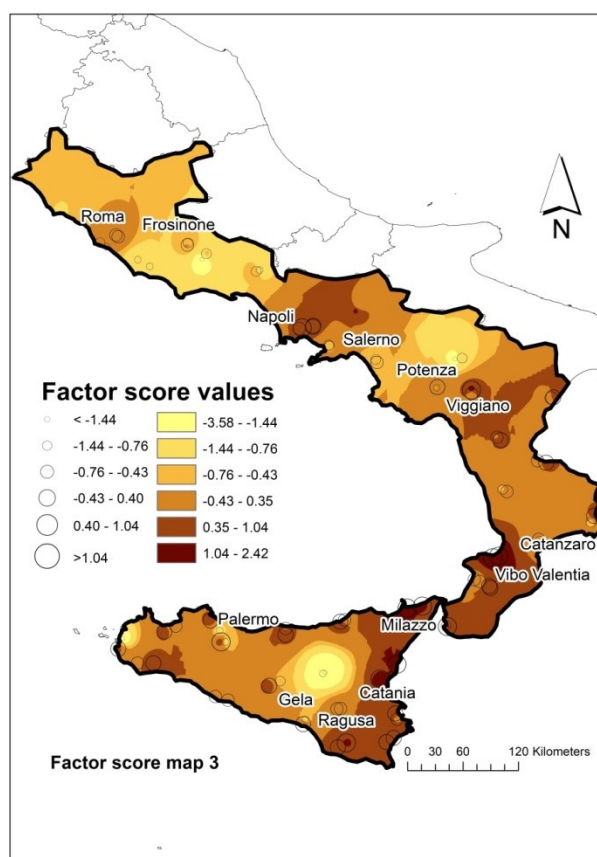 Roma
Frosinone
N
Napoli
Salerno
Potenza
Viggiano
Factor score values
< -1.44 -3.58 - -1.44
-1.44 - -0.76 -1.44 - -0.76
-0.76 - -0.43 -0.76 - -0.43
-0.43 - 0.40 -0.43 - 0.35
0.40 - 1.04 0.35 - 1.04
>1.04 1.04 - 2.42
Catanzaro
Vibo Valentia
Palermo
Milazzo
Gela
Catania
Ragusa
Factor score map 3
0 30 60 120 Kilometers